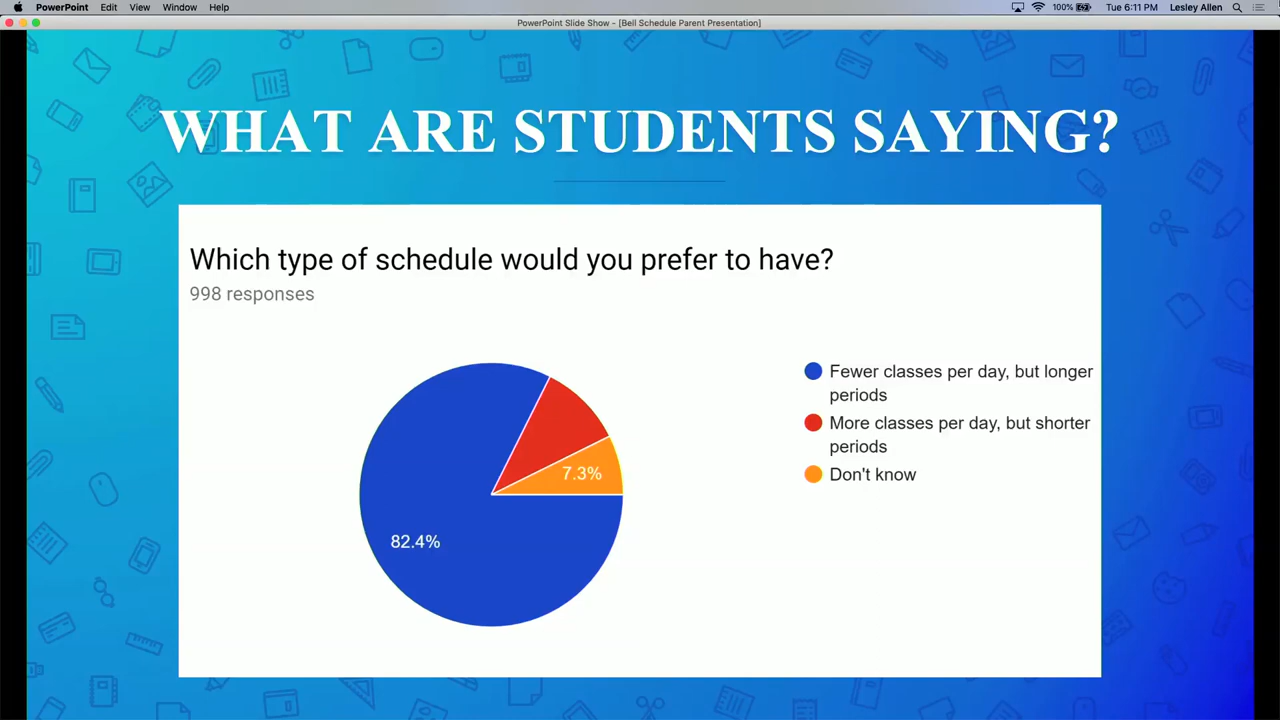 PowerPoint Edit View Window Help 100% Tue 6:11 PM Lesley Allen
PowerPoint Slide Show - [Bell Schedule Parent Presentation]
WHAT ARE STUDENTS SAYING?
Which type of schedule would you prefer to have?
998 responses
Fewer classes per day, but longer
periods
More classes per day, but shorter
periods
Don't know
7.3%
82.4%